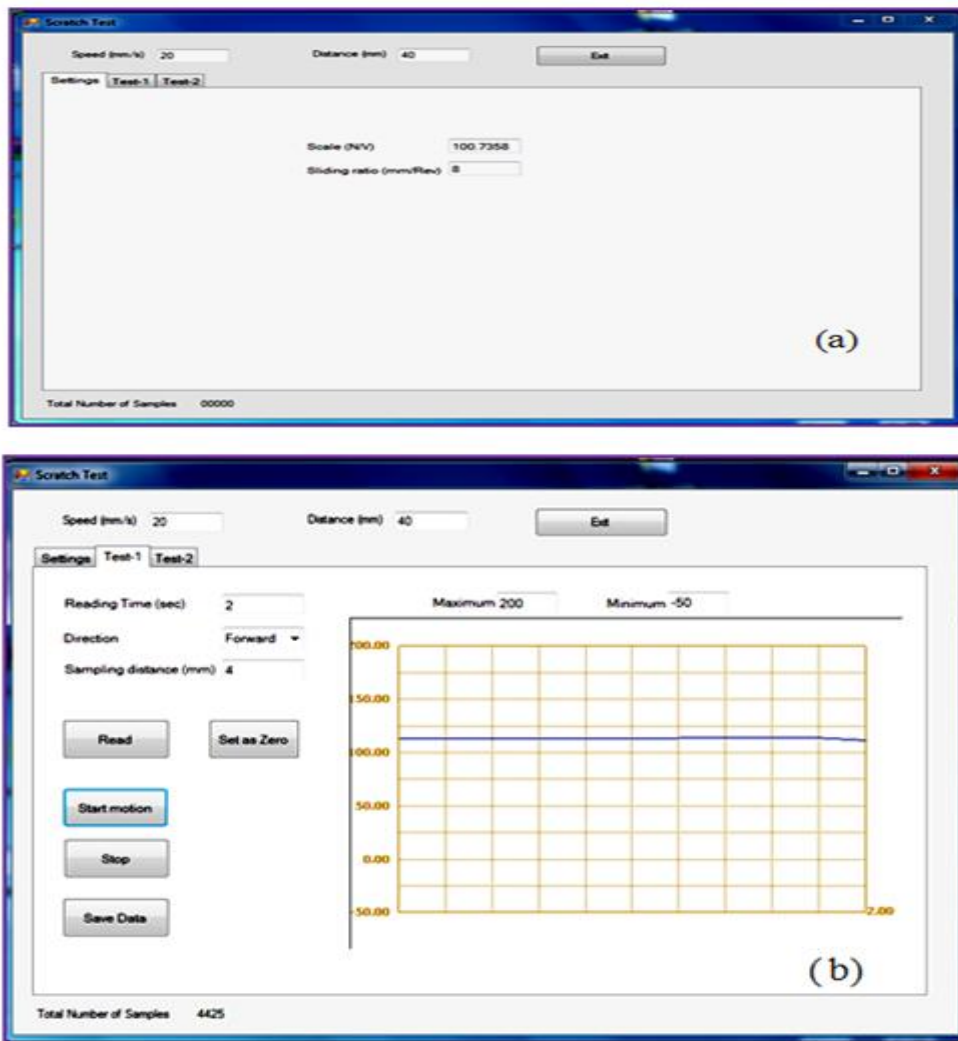 Scratch Test
Speed (mm/s) 20 Distance (mm) 40 Exit
Settings Test-1 Test-2
Scale (N/V) 100.7358
Sliding ratio (mm/Rev) 8
(a)
Total Number of Samples 00000
Scratch Test
Speed (mm/s) 20 Distance (mm) 40 Exit
Settings Test-1 Test-2
Reading Time (sec) 2 Maximum 200 Minimum -50
Direction Forward
Sampling distance (mm) 4
Read Set as Zero
Start motion
Stop
Save Data
200.00
150.00
100.00
50.00
0.00
-50.00 2.00
(b)
Total Number of Samples 4425